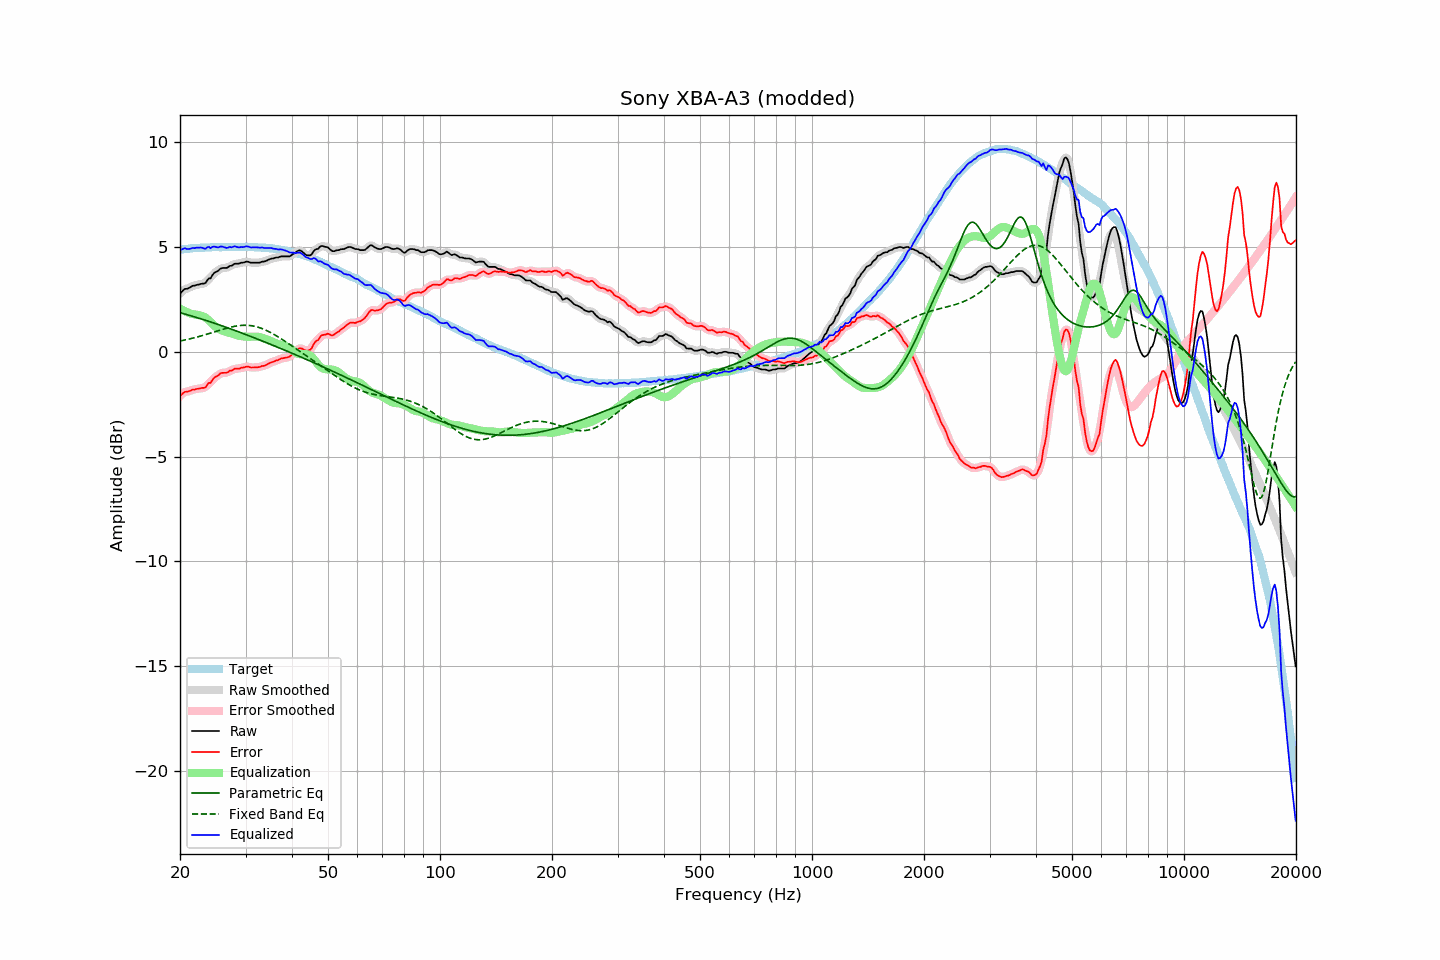 Sony XBA-A3 (modded)
10
5
0
−5
−10
−15
−20
Amplitude (dBr)
Target
Raw Smoothed
Error Smoothed
Raw
Error
Equalization
Parametric Eq
Fixed Band Eq
Equalized
20 50 100 200 500 1000 2000 5000 10000 20000
Frequency (Hz)